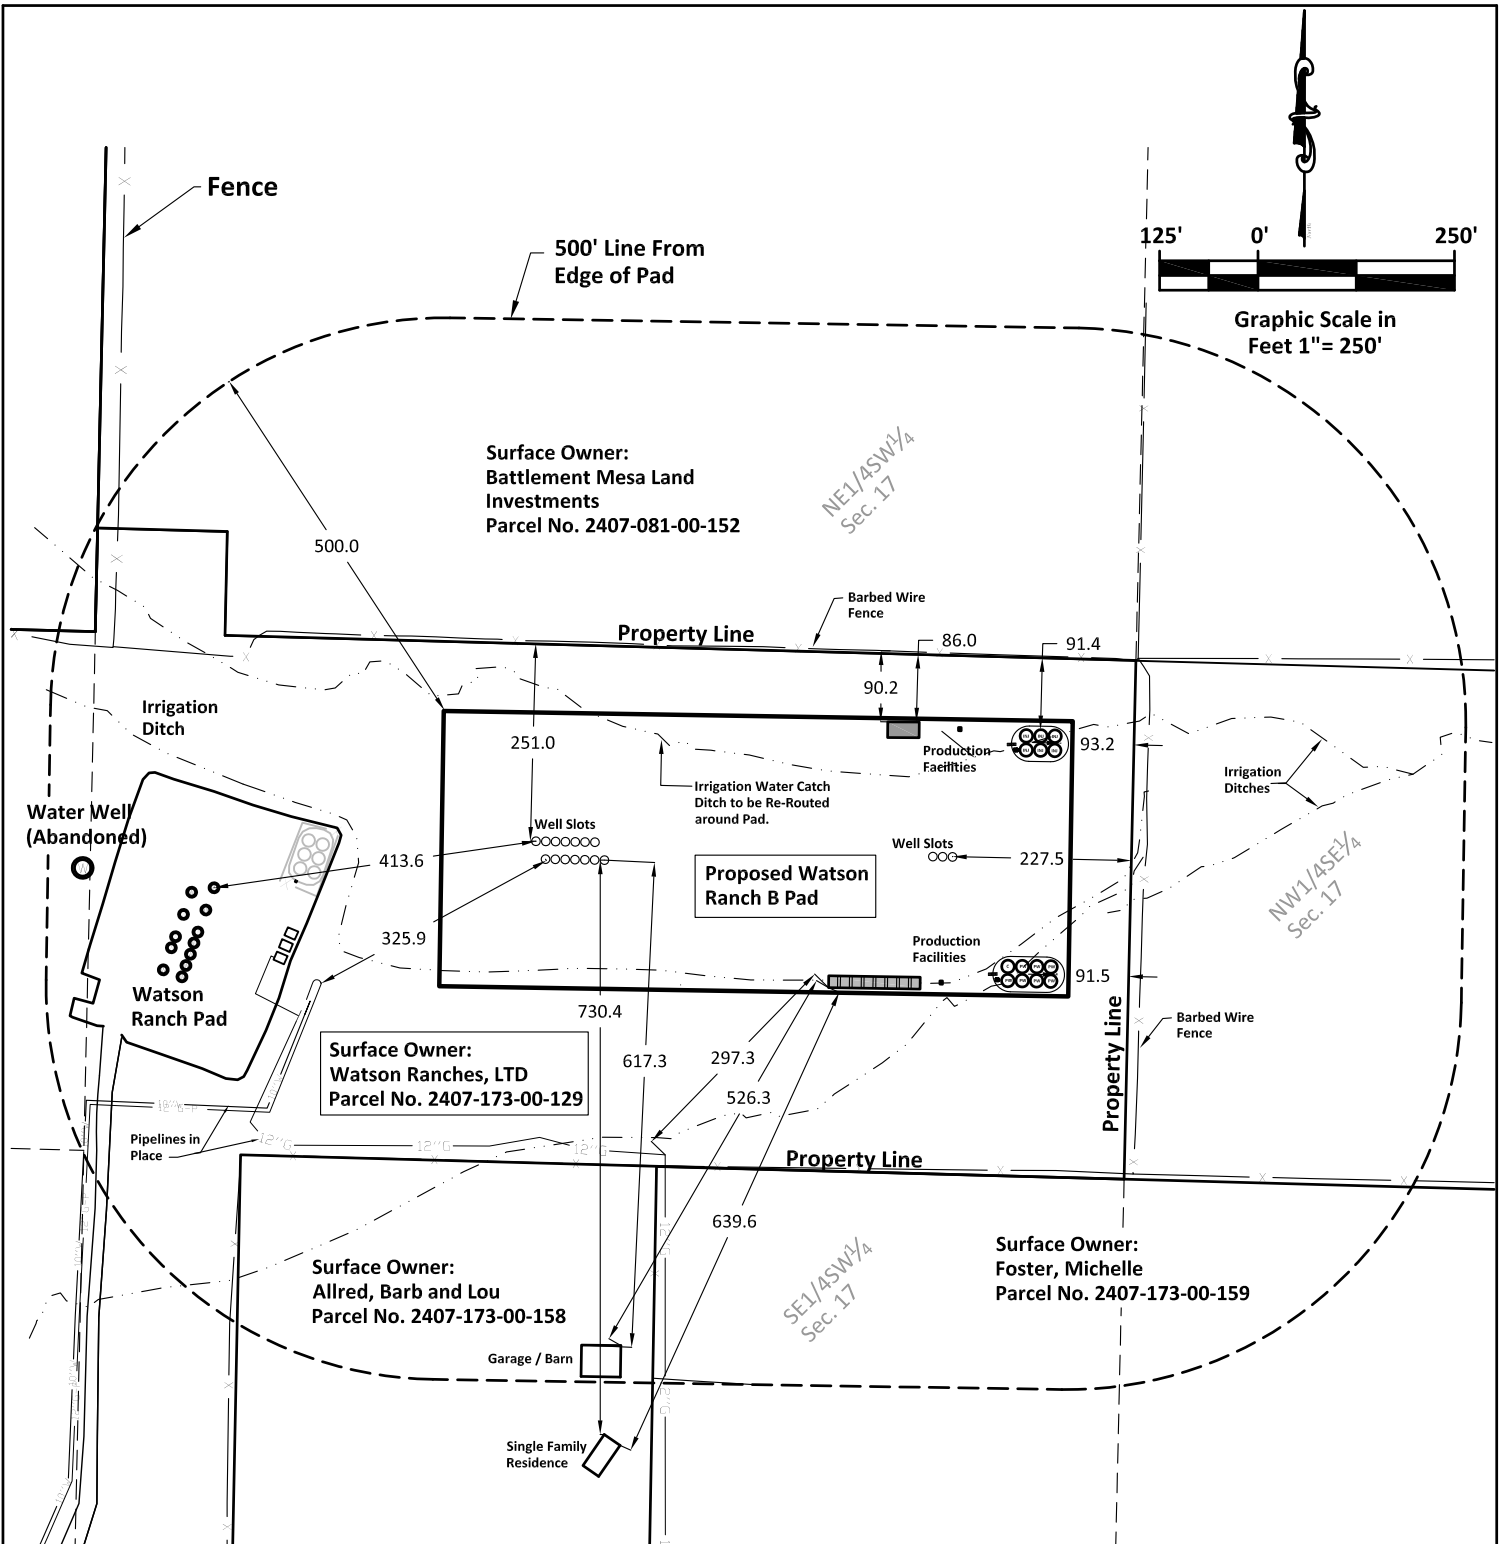 Fence
500' Line From
Edge of Pad
125' 0' 250'
Graphic Scale in
Feet 1"= 250'
Surface Owner:
Battlement Mesa Land
Investments
Parcel No. 2407-081-00-152
NE1/4SW1/4
Sec. 17
500.0
Barbed Wire
Fence
Property Line
86.0
91.4
90.2
Irrigation
Ditch
251.0
Production
Facilities
93.2
Irrigation
Ditches
Irrigation Water Catch
Ditch to be Re-Routed
around Pad.
Water Well
(Abandoned)
Well Slots
Well Slots
413.6
227.5
Proposed Watson
Ranch B Pad
NW1/4SE1/4
Sec. 17
325.9
Production
Facilities
91.5
Watson
Ranch Pad
730.4
Property Line
Barbed Wire
Fence
Surface Owner:
Watson Ranches, LTD
Parcel No. 2407-173-00-129
617.3
297.3
526.3
Pipelines in
Place
12"G
12"G
12"G
Property Line
639.6
12"G
SE1/4SW1/4
Sec. 17
Surface Owner:
Foster, Michelle
Parcel No. 2407-173-00-159
Surface Owner:
Allred, Barb and Lou
Parcel No. 2407-173-00-158
Garage / Barn
Single Family
Residence